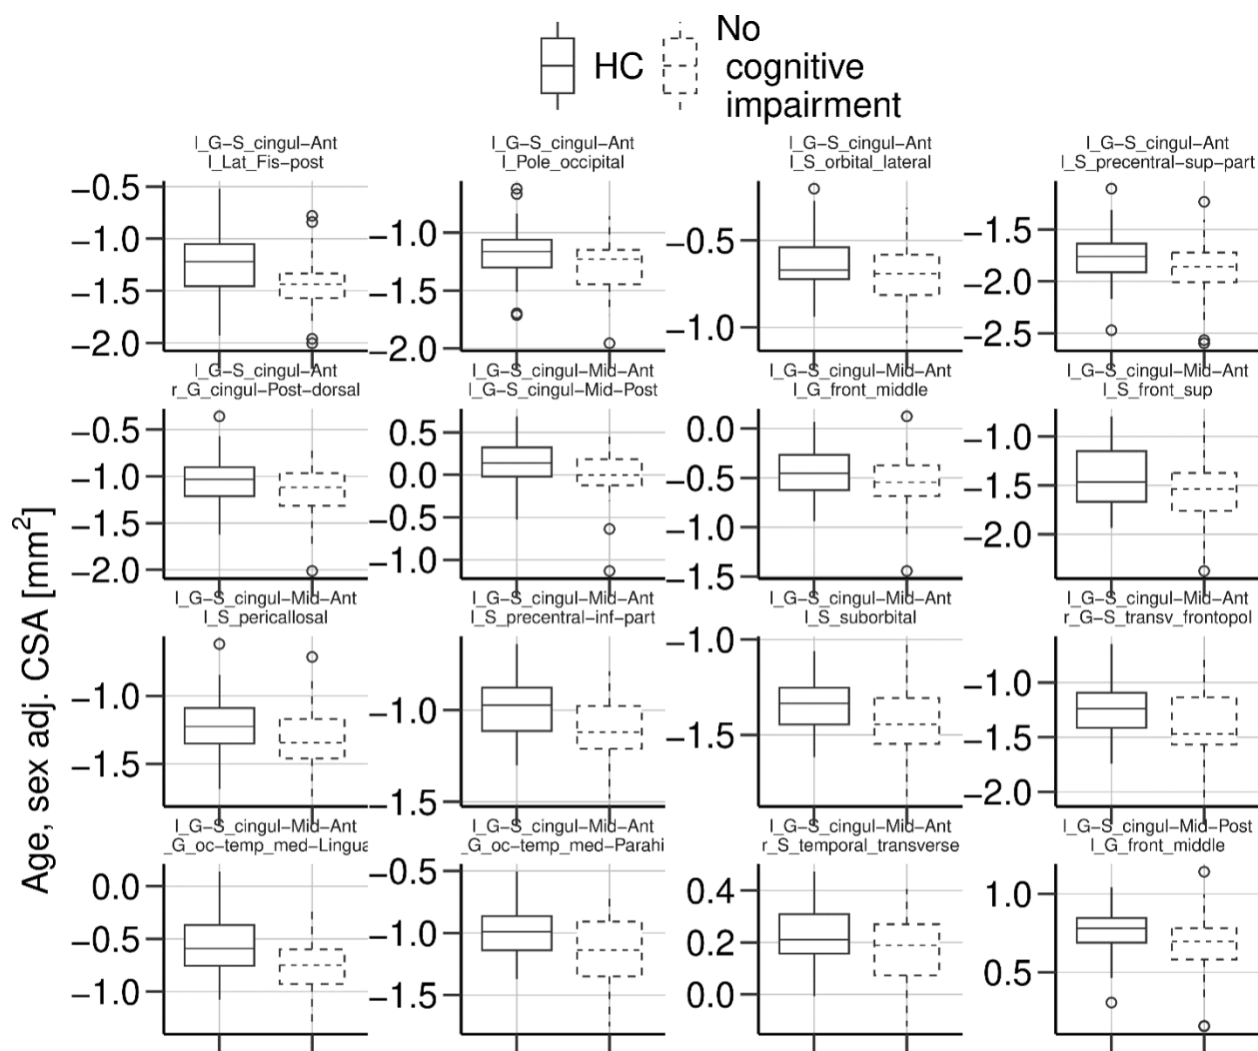 HC
No
cognitive
impairment
Age, sex adj. CSA [mm²]
l_G-S_cingul-Ant
l_Lat_Fis-post
−0.5
−1.0
−1.5
−2.0
l_G-S_cingul-Ant
l_Pole_occipital
−1.0
−1.5
−2.0
l_G-S_cingul-Ant
l_S_orbital_lateral
−0.5
−1.0
l_G-S_cingul-Ant
l_S_precentral-sup-part
−1.5
−2.0
−2.5
l_G-S_cingul-Ant
r_G_cingul-Post-dorsal
−0.5
−1.0
−1.5
−2.0
l_G-S_cingul-Mid-Ant
l_G-S_cingul-Mid-Post
0.5
0.0
−0.5
−1.0
l_G-S_cingul-Mid-Ant
l_G_front_middle
0.0
−0.5
−1.0
−1.5
l_G-S_cingul-Mid-Ant
l_S_front_sup
−1.0
−1.5
−2.0
l_G-S_cingul-Mid-Ant
l_S_pericallosal
−1.0
−1.5
l_G-S_cingul-Mid-Ant
l_S_precentral-inf-part
−1.0
−1.5
l_G-S_cingul-Mid-Ant
l_S_suborbital
−1.0
−1.5
l_G-S_cingul-Mid-Ant
r_G-S_transv_frontopol
−1.0
−1.5
−2.0
l_G-S_cingul-Mid-Ant
_G_oc-temp_med-Lingua
0.0
−0.5
−1.0
l_G-S_cingul-Mid-Ant
_G_oc-temp_med-Parahi
−0.5
−1.0
−1.5
l_G-S_cingul-Mid-Ant
r_S_temporal_transverse
0.4
0.2
0.0
l_G-S_cingul-Mid-Post
l_G_front_middle
1.0
0.5